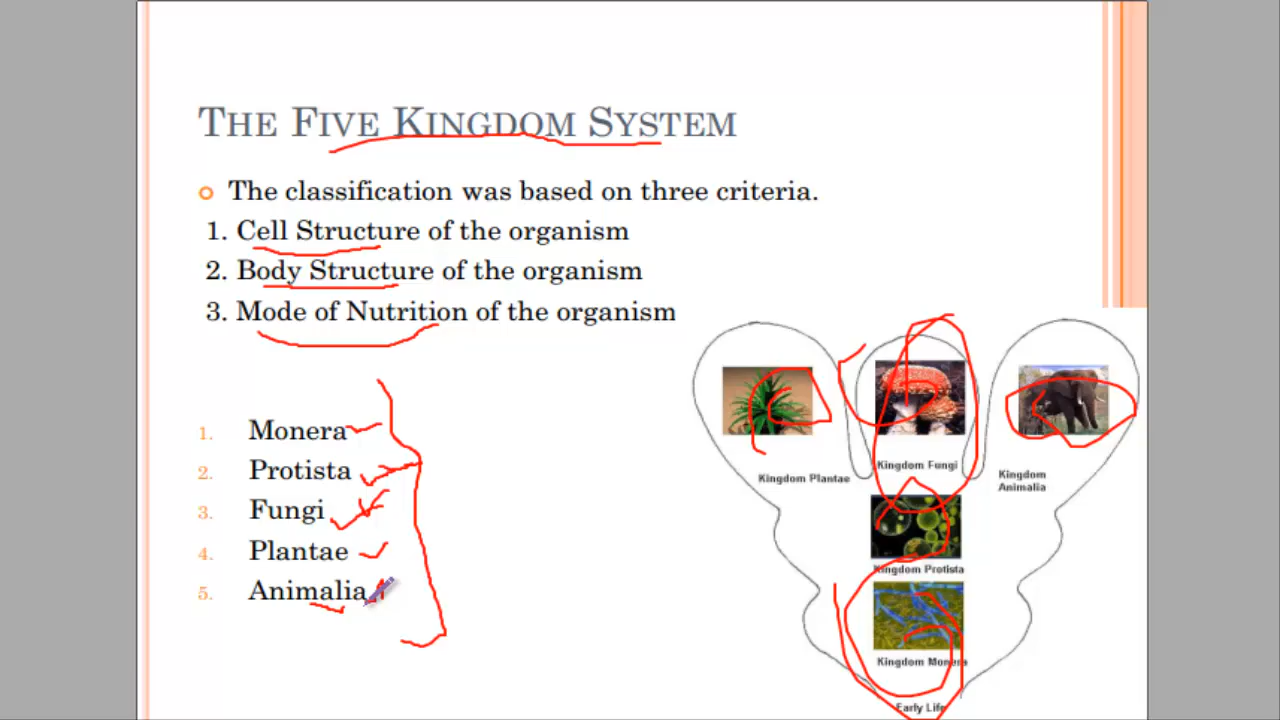 THE FIVE KINGDOM SYSTEM
The classification was based on three criteria.
1. Cell Structure of the organism
2. Body Structure of the organism
3. Mode of Nutrition of the organism
1. Monera
2. Protista
3. Fungi
4. Plantae
5. Animalia
Kingdom Plantae
Kingdom Fungi
Kingdom
Animalia
Kingdom Protista
Kingdom Monera
Early Life